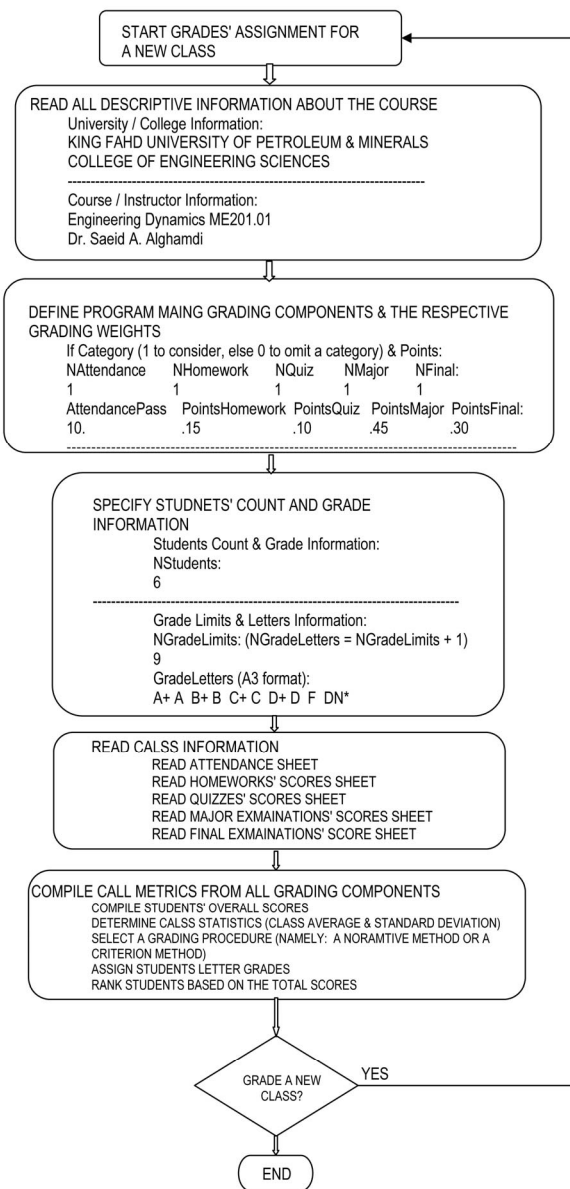 START GRADES' ASSIGNMENT FOR
A NEW CLASS
READ ALL DESCRIPTIVE INFORMATION ABOUT THE COURSE
University / College Information:
KING FAHD UNIVERSITY OF PETROLEUM & MINERALS
COLLEGE OF ENGINEERING SCIENCES
--------------------------------------------------------------------------------
Course / Instructor Information:
Engineering Dynamics ME201.01
Dr. Saeid A. Alghamdi
DEFINE PROGRAM MAING GRADING COMPONENTS & THE RESPECTIVE
GRADING WEIGHTS
If Category (1 to consider, else 0 to omit a category) & Points:
NAttendance NHomework NQuiz NMajor NFinal:
1 1 1 1 1
AttendancePass PointsHomework PointsQuiz PointsMajor PointsFinal:
10. .15 .10 .45 .30
--------------------------------------------------------------------------------
SPECIFY STUDNETS' COUNT AND GRADE
INFORMATION
Students Count & Grade Information:
NStudents:
6
--------------------------------------------------------------------------------
Grade Limits & Letters Information:
NGradeLimits: (NGradeLetters = NGradeLimits + 1)
9
GradeLetters (A3 format):
A+ A B+ B C+ C D+ D F DN*
READ CALSS INFORMATION
READ ATTENDANCE SHEET
READ HOMEWORKS' SCORES SHEET
READ QUIZZES' SCORES SHEET
READ MAJOR EXMAINATIONS' SCORES SHEET
READ FINAL EXMAINATIONS' SCORE SHEET
COMPILE CALL METRICS FROM ALL GRADING COMPONENTS
COMPILE STUDENTS' OVERALL SCORES
DETERMINE CALSS STATISTICS (CLASS AVERAGE & STANDARD DEVIATION)
SELECT A GRADING PROCEDURE (NAMELY: A NORAMTIVE METHOD OR A
CRITERION METHOD)
ASSIGN STUDENTS LETTER GRADES
RANK STUDENTS BASED ON THE TOTAL SCORES
GRADE A NEW
CLASS?
YES
END